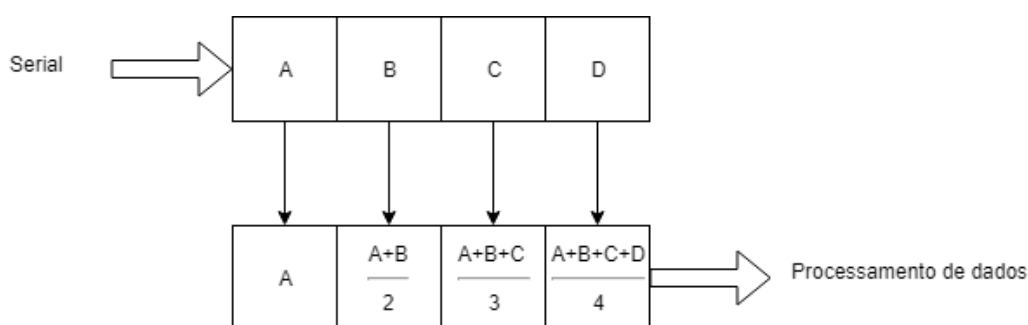 Serial
A
B
C
D
A
A+B
2
A+B+C
3
A+B+C+D
4
Processamento de dados